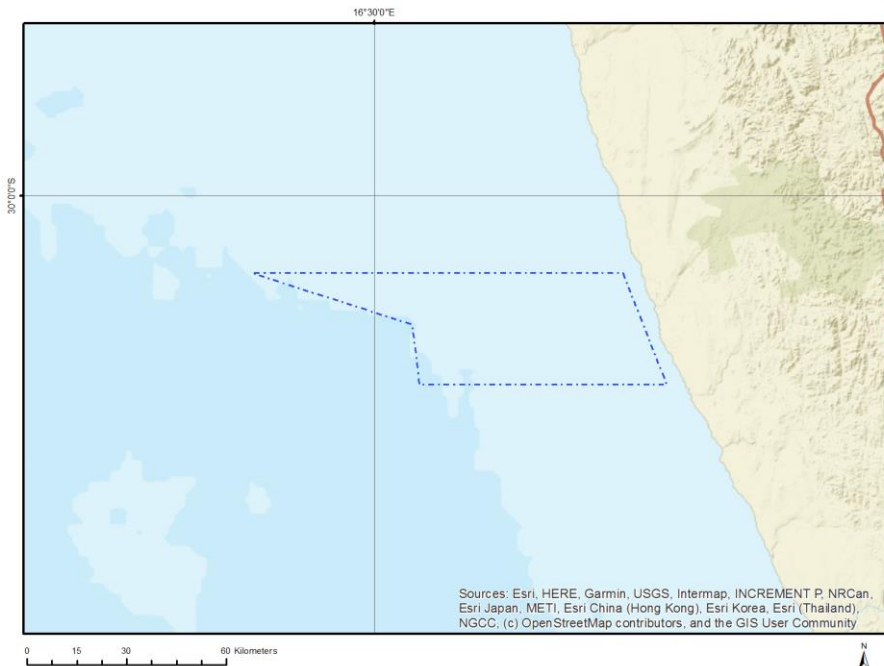 16°30'0"E
30°0'0"S
Sources: Esri, HERE, Garmin, USGS, Intermap, INCREMENT P, NRCan,
Esri Japan, METI, Esri China (Hong Kong), Esri Korea, Esri (Thailand),
NGCC, (c) OpenStreetMap contributors, and the GIS User Community
0 15 30 60 Kilometers
N